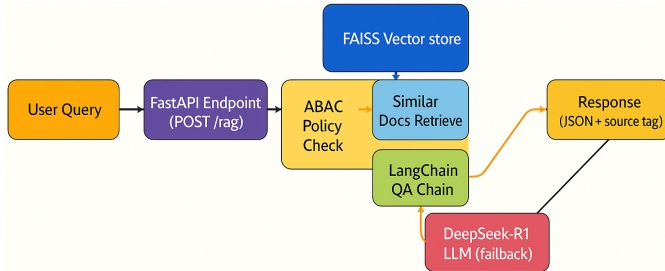 FAISS Vector store
User Query
FastAPI Endpoint
(POST /rag)
ABAC
Policy
Check
Similar
Docs Retrieve
Response
(JSON + source tag)
LangChain
QA Chain
DeepSeek-R1
LLM (failback)